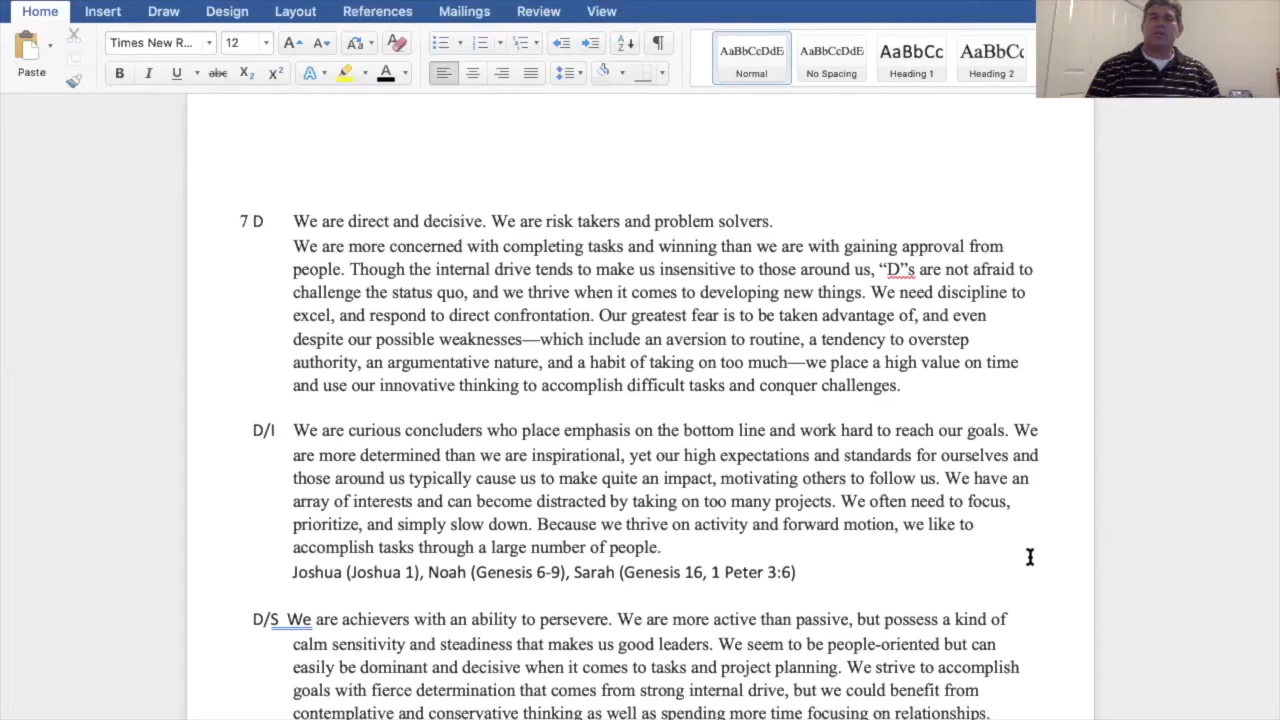 Home Insert Draw Design Layout References Mailings Review View
Times New R... 12
Paste
B I U abc X₂ X² A A
AaBbCcDdE AaBbCcDdE AaBbCc AaBbCc
Normal No Spacing Heading 1 Heading 2
7 D We are direct and decisive. We are risk takers and problem solvers.
We are more concerned with completing tasks and winning than we are with gaining approval from
people. Though the internal drive tends to make us insensitive to those around us, “D”s are not afraid to
challenge the status quo, and we thrive when it comes to developing new things. We need discipline to
excel, and respond to direct confrontation. Our greatest fear is to be taken advantage of, and even
despite our possible weaknesses—which include an aversion to routine, a tendency to overstep
authority, an argumentative nature, and a habit of taking on too much—we place a high value on time
and use our innovative thinking to accomplish difficult tasks and conquer challenges.
D/I We are curious concluders who place emphasis on the bottom line and work hard to reach our goals. We
are more determined than we are inspirational, yet our high expectations and standards for ourselves and
those around us typically cause us to make quite an impact, motivating others to follow us. We have an
array of interests and can become distracted by taking on too many projects. We often need to focus,
prioritize, and simply slow down. Because we thrive on activity and forward motion, we like to
accomplish tasks through a large number of people.
Joshua (Joshua 1), Noah (Genesis 6-9), Sarah (Genesis 16, 1 Peter 3:6)
D/S We are achievers with an ability to persevere. We are more active than passive, but possess a kind of
calm sensitivity and steadiness that makes us good leaders. We seem to be people-oriented but can
easily be dominant and decisive when it comes to tasks and project planning. We strive to accomplish
goals with fierce determination that comes from strong internal drive, but we could benefit from
contemplative and conservative thinking as well as spending more time focusing on relationships.